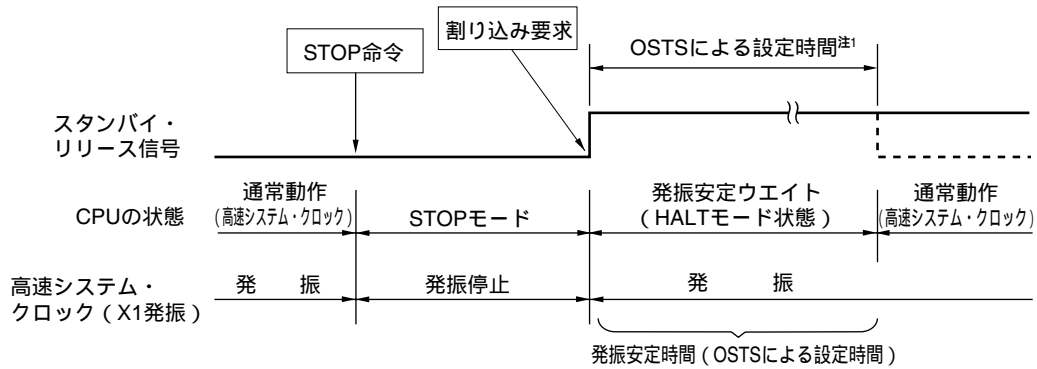 割り込み要求
STOP命令
OSTSによる設定時間注1
スタンバイ・
リリース信号
CPUの状態
通常動作
(高速システム・クロック)
STOPモード
発振安定ウエイト
(HALTモード状態)
通常動作
(高速システム・クロック)
高速システム・
クロック(X1発振)
発 振
発振停止
発 振
発振安定時間(OSTSによる設定時間)